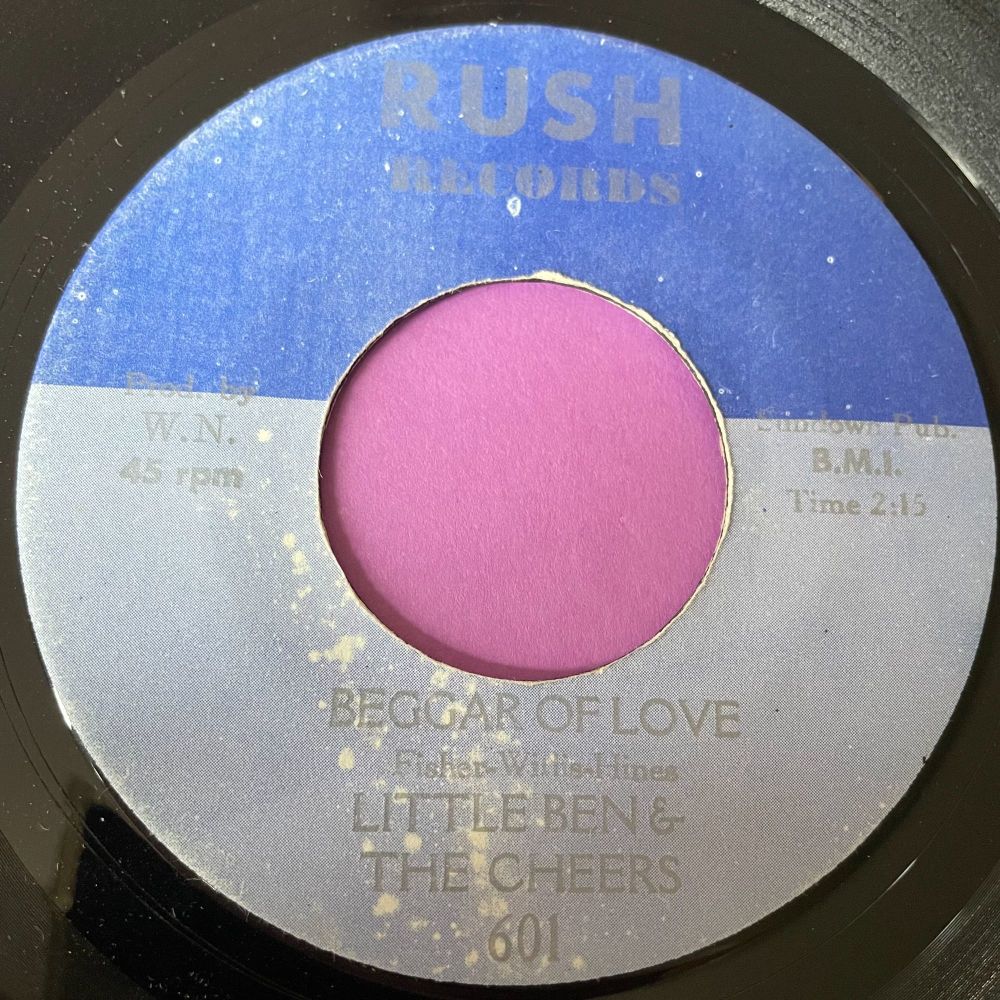 RUSH
RECORDS
Prod. by
W.N.
45 rpm
Sundown Pub.
B.M.I.
Time 2:15
BEGGAR OF LOVE
Fisher-Willis-Hines
LITTLE BEN &
THE CHEERS
601